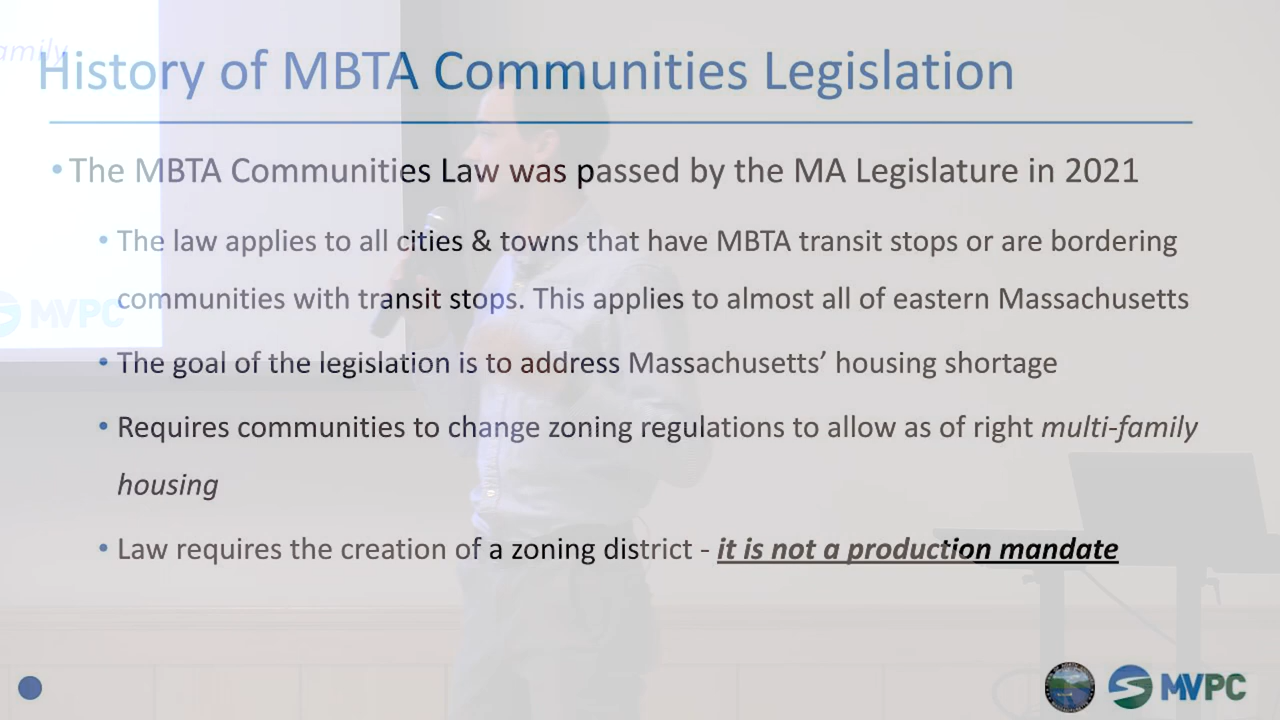 amily
History of MBTA Communities Legislation
• The MBTA Communities Law was passed by the MA Legislature in 2021
• The law applies to all cities & towns that have MBTA transit stops or are bordering
communities with transit stops. This applies to almost all of eastern Massachusetts
• The goal of the legislation is to address Massachusetts’ housing shortage
• Requires communities to change zoning regulations to allow as of right multi-family
housing
• Law requires the creation of a zoning district - it is not a production mandate
MVPC
MVPC